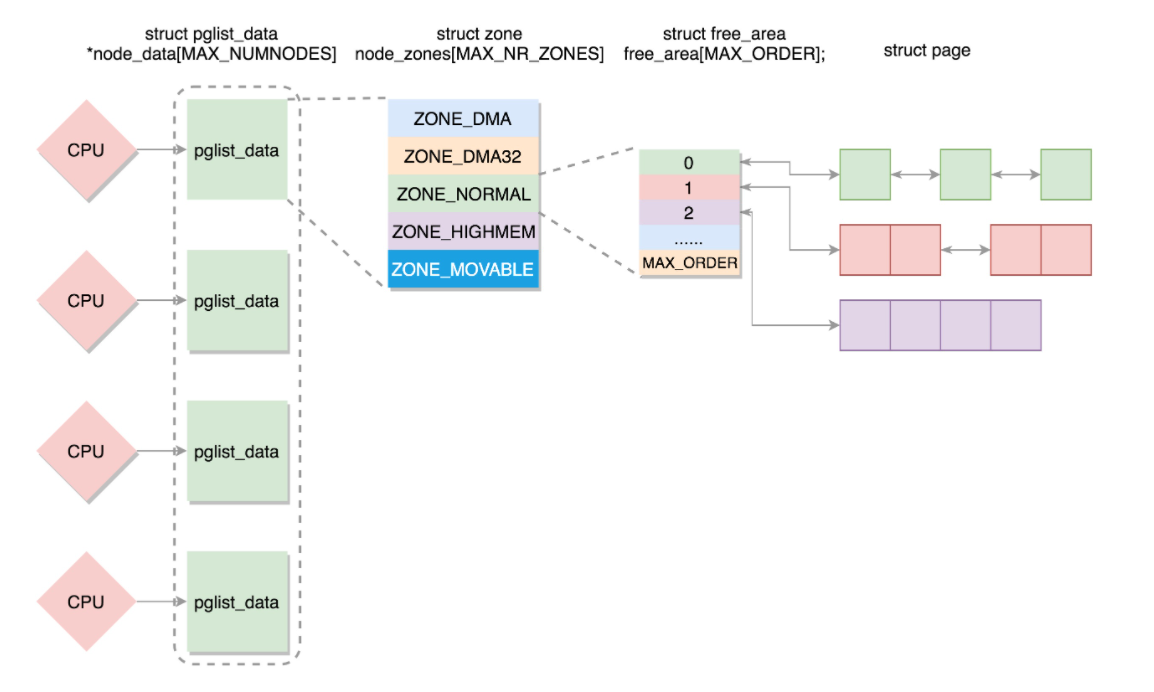 struct pglist_data
*node_data[MAX_NUMNODES]
struct zone
node_zones[MAX_NR_ZONES]
struct free_area
free_area[MAX_ORDER];
struct page
CPU
pglist_data
ZONE_DMA
ZONE_DMA32
ZONE_NORMAL
ZONE_HIGHMEM
ZONE_MOVABLE
0
1
2
......
MAX_ORDER
CPU
pglist_data
CPU
pglist_data
CPU
pglist_data